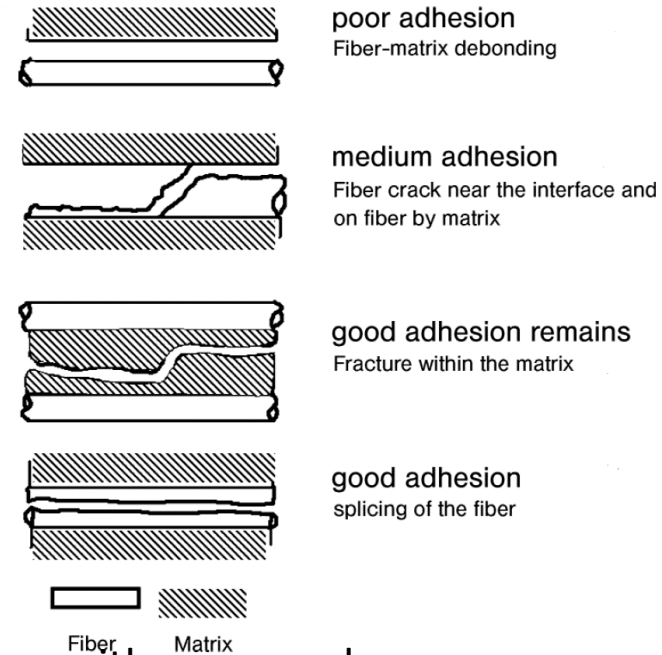 poor adhesion
Fiber-matrix debonding
medium adhesion
Fiber crack near the interface and
on fiber by matrix
good adhesion remains
Fracture within the matrix
good adhesion
splicing of the fiber
Fiber Matrix